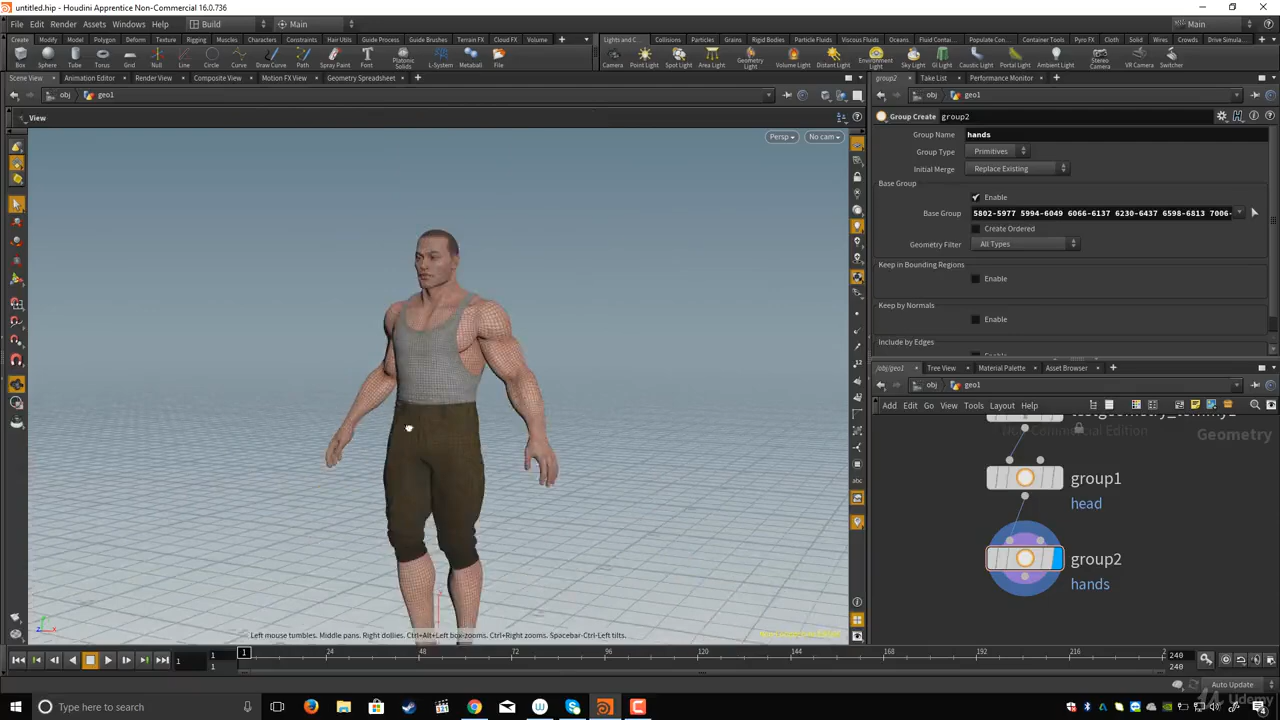 untitled.hip - Houdini Apprentice Non-Commercial 16.0.736
File Edit Render Assets Windows Help Build Main Main
Create Modify Model Polygon Deform Texture Rigging Muscles Characters Constraints Hair Utils Guide Process Guide Brushes Terrain FX Cloud FX Volume
Lights and C... Collisions Particles Grains Rigid Bodies Particle Fluids Viscous Fluids Oceans Fluid Contai... Populate Con... Container Tools Pyro FX Cloth Solid Wires Crowds Drive Simula...
Box Sphere Tube Torus Grid Null Line Circle Curve Draw Curve Path Spray Paint Font Platonic Solids L-System Metaball File
Camera Point Light Spot Light Area Light Geometry Light Volume Light Distant Light Environment Light Sky Light GI Light Caustic Light Portal Light Ambient Light Stereo Camera VR Camera Switcher
Scene View Animation Editor Render View Composite View Motion FX View Geometry Spreadsheet
group2 Take List Performance Monitor
obj geo1
obj geo1
View
Group Create group2
Persp No cam
Group Name hands
Group Type Primitives
Initial Merge Replace Existing
Base Group
Enable
Base Group 5802-5977 5994-6049 6066-6137 6230-6437 6598-6813 7006-
Create Ordered
Geometry Filter All Types
Keep in Bounding Regions
Enable
Keep by Normals
Enable
Include by Edges
/obj/geo1 Tree View Material Palette Asset Browser
obj geo1
Add Edit Go View Tools Layout Help
Commercial Edition
Geometry
group1
head
group2
hands
abc
Left mouse tumbles. Middle pans. Right dollies. Ctrl+Alt+Left box-zooms. Ctrl+Right zooms. Spacebar-Ctrl-Left tilts.
1 1 1 1 24 48 72 96 120 144 168 192 216 240 240
Auto Update
Type here to search
Udemy